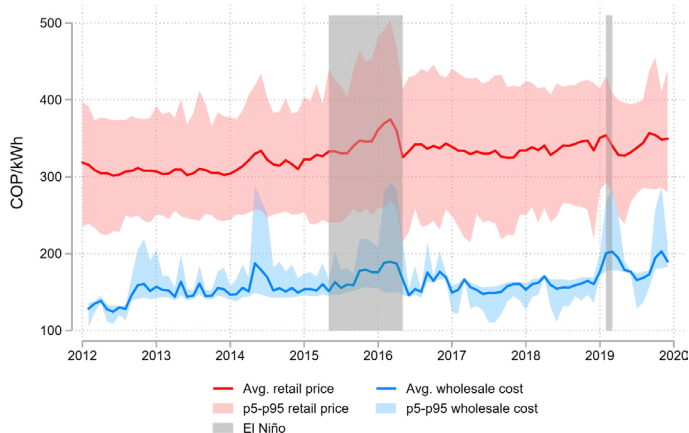 COP/kWh
500
400
300
200
100
2012 2013 2014 2015 2016 2017 2018 2019 2020
Avg. retail price Avg. wholesale cost
p5-p95 retail price p5-p95 wholesale cost
El Niño